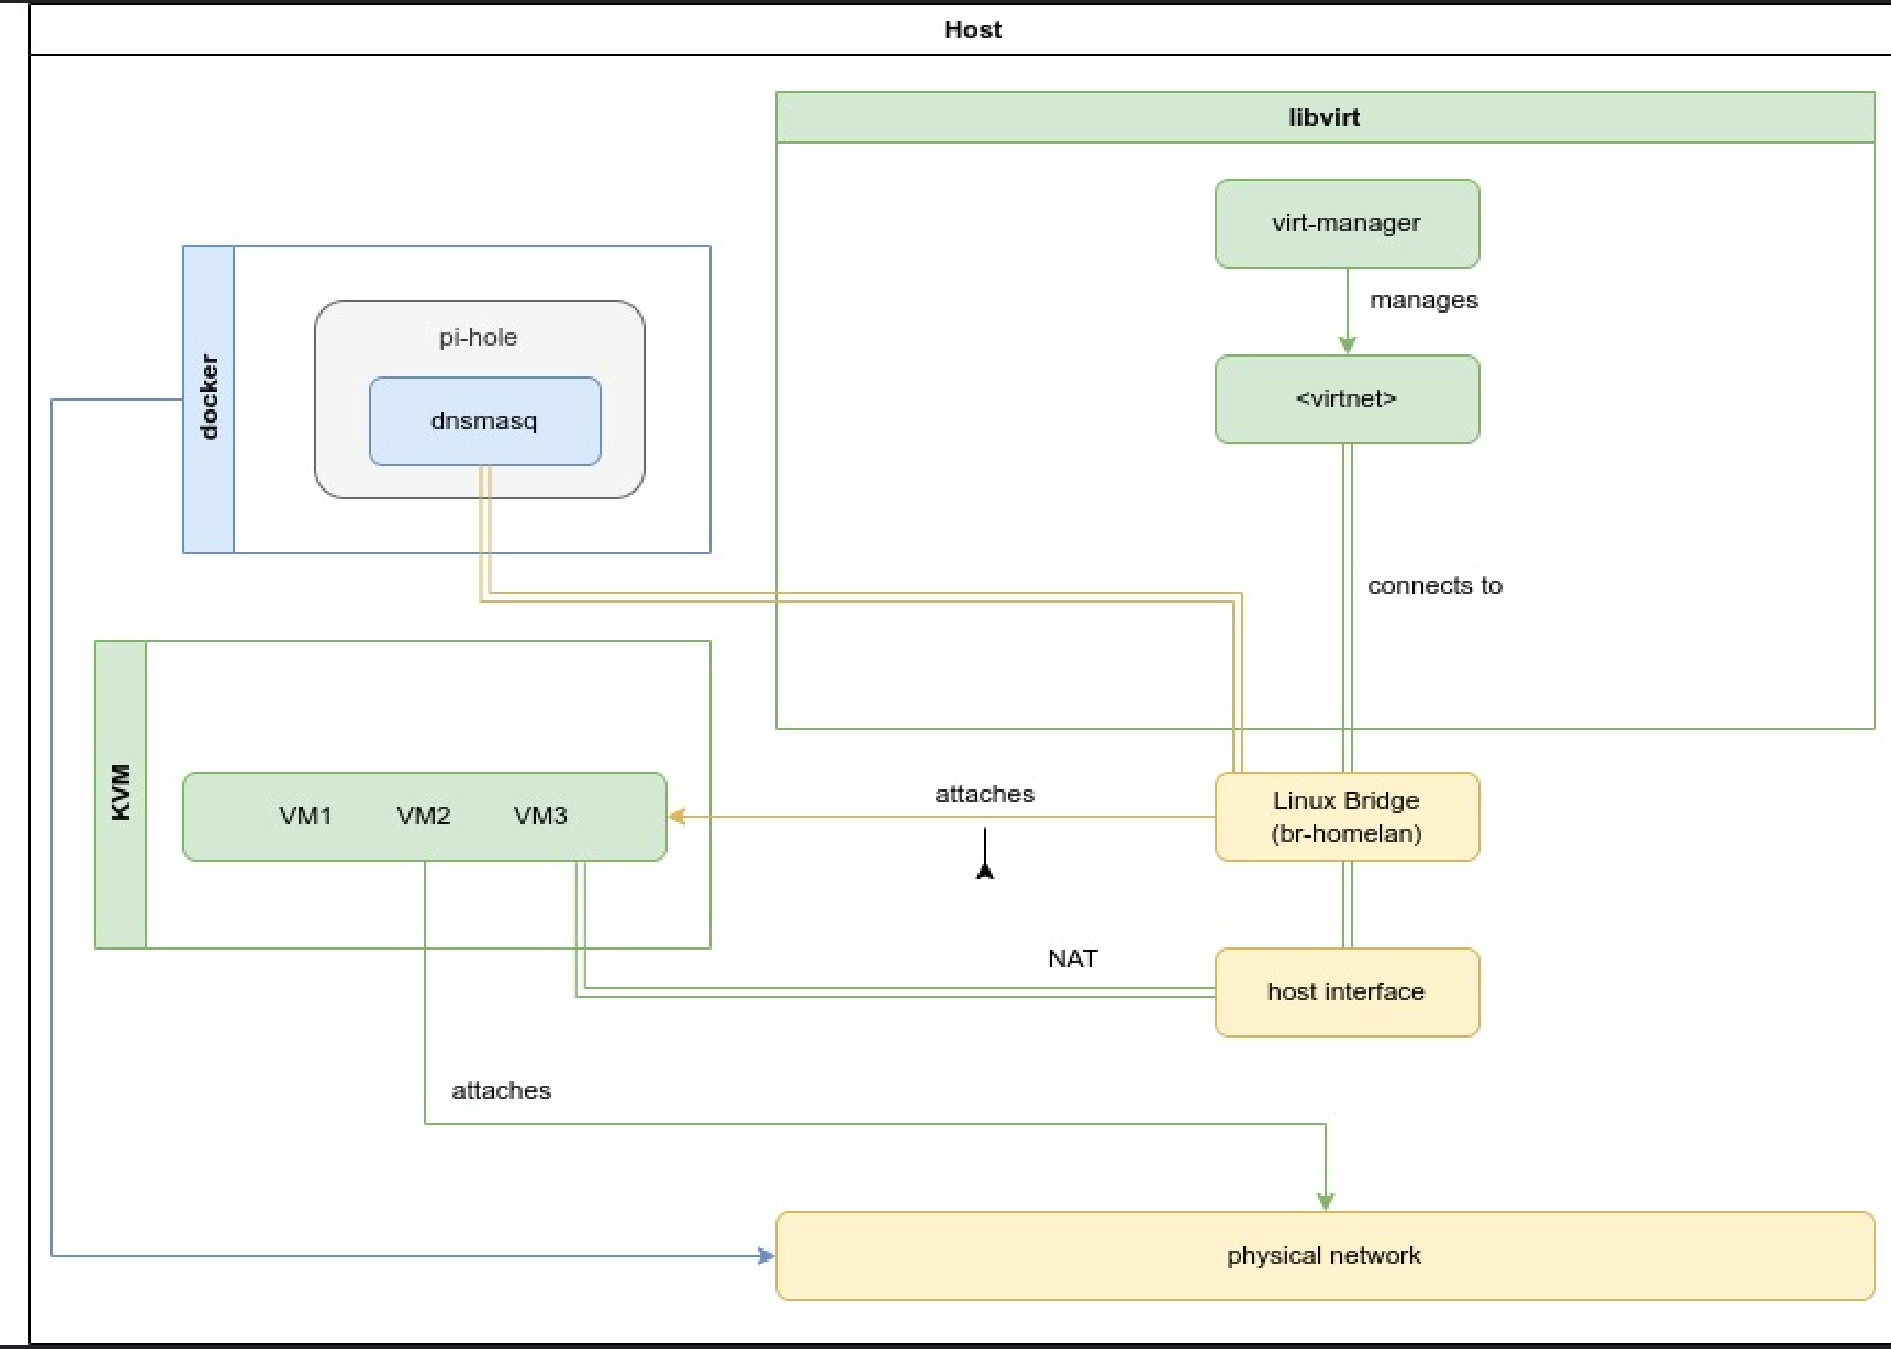 Host
libvirt
virt-manager
manages
<virtnet>
connects to
docker
pi-hole
dnsmasq
KVM
VM1 VM2 VM3
attaches
Linux Bridge
(br-homelan)
NAT
host interface
attaches
physical network